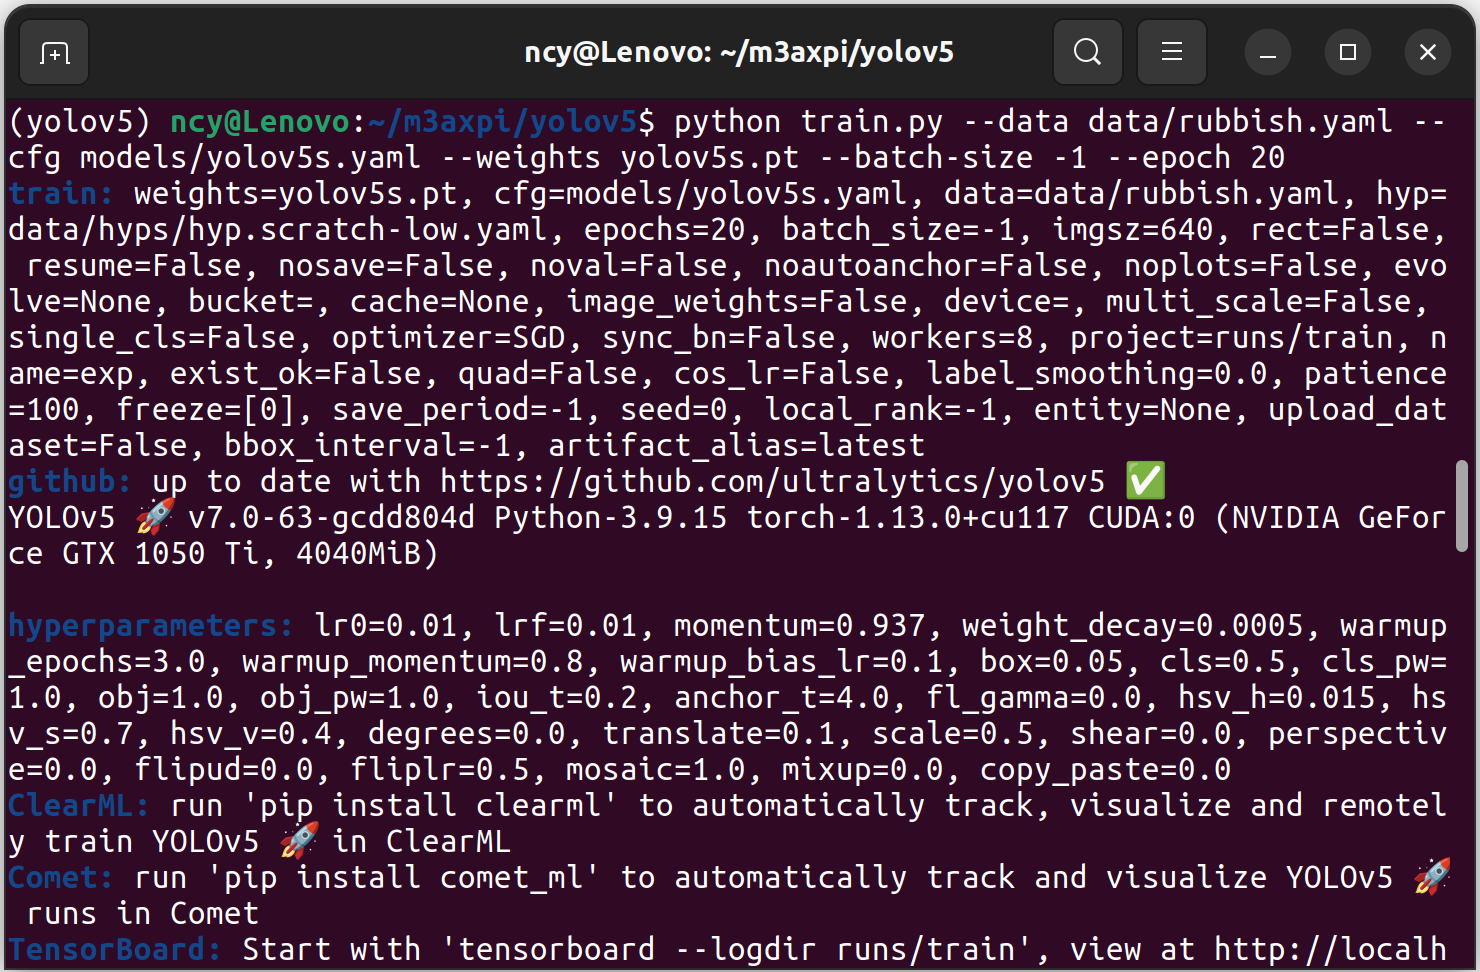 ncy@Lenovo: ~/m3axpi/yolov5
(yolov5) ncy@Lenovo:~/m3axpi/yolov5$ python train.py --data data/rubbish.yaml --
cfg models/yolov5s.yaml --weights yolov5s.pt --batch-size -1 --epoch 20
train: weights=yolov5s.pt, cfg=models/yolov5s.yaml, data=data/rubbish.yaml, hyp=
data/hyps/hyp.scratch-low.yaml, epochs=20, batch_size=-1, imgsz=640, rect=False,
 resume=False, nosave=False, noval=False, noautoanchor=False, noplots=False, evo
lve=None, bucket=, cache=None, image_weights=False, device=, multi_scale=False,
single_cls=False, optimizer=SGD, sync_bn=False, workers=8, project=runs/train, n
ame=exp, exist_ok=False, quad=False, cos_lr=False, label_smoothing=0.0, patience
=100, freeze=[0], save_period=-1, seed=0, local_rank=-1, entity=None, upload_dat
aset=False, bbox_interval=-1, artifact_alias=latest
github: up to date with https://github.com/ultralytics/yolov5 ✅
YOLOv5 🚀 v7.0-63-gcdd804d Python-3.9.15 torch-1.13.0+cu117 CUDA:0 (NVIDIA GeFor
ce GTX 1050 Ti, 4040MiB)
hyperparameters: lr0=0.01, lrf=0.01, momentum=0.937, weight_decay=0.0005, warmup
_epochs=3.0, warmup_momentum=0.8, warmup_bias_lr=0.1, box=0.05, cls=0.5, cls_pw=
1.0, obj=1.0, obj_pw=1.0, iou_t=0.2, anchor_t=4.0, fl_gamma=0.0, hsv_h=0.015, hs
v_s=0.7, hsv_v=0.4, degrees=0.0, translate=0.1, scale=0.5, shear=0.0, perspectiv
e=0.0, flipud=0.0, fliplr=0.5, mosaic=1.0, mixup=0.0, copy_paste=0.0
ClearML: run 'pip install clearml' to automatically track, visualize and remotel
y train YOLOv5 🚀 in ClearML
Comet: run 'pip install comet_ml' to automatically track and visualize YOLOv5 🚀
 runs in Comet
TensorBoard: Start with 'tensorboard --logdir runs/train', view at http://localh